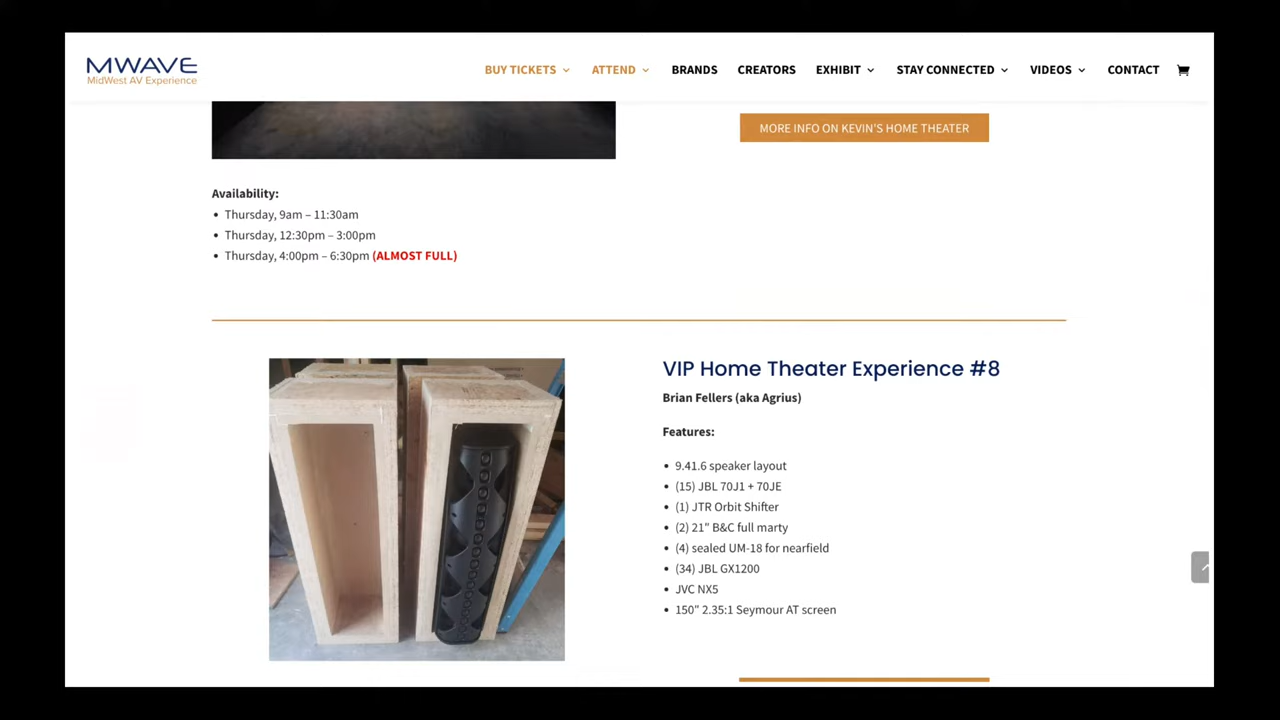 MWAVE
MidWest AV Experience
BUY TICKETS
ATTEND
BRANDS
CREATORS
EXHIBIT
STAY CONNECTED
VIDEOS
CONTACT
MORE INFO ON KEVIN'S HOME THEATER
Availability:
• Thursday, 9am – 11:30am
• Thursday, 12:30pm – 3:00pm
• Thursday, 4:00pm – 6:30pm (ALMOST FULL)
VIP Home Theater Experience #8
Brian Fellers (aka Agrius)
Features:
• 9.41.6 speaker layout
• (15) JBL 70J1 + 70JE
• (1) JTR Orbit Shifter
• (2) 21″ B&C full marty
• (4) sealed UM-18 for nearfield
• (34) JBL GX1200
• JVC NX5
• 150" 2.35:1 Seymour AT screen